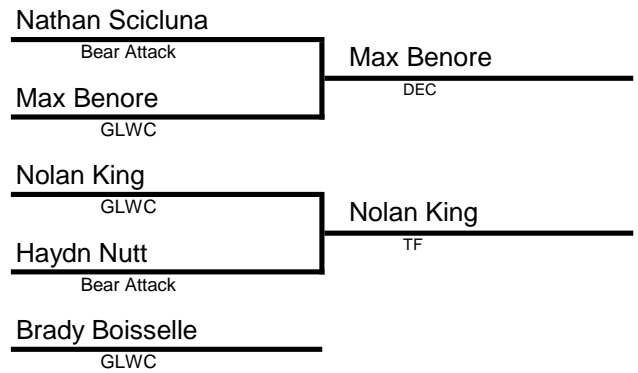 Nathan Scicluna
Bear Attack
Max Benore
DEC
Max Benore
GLWC
Nolan King
GLWC
Nolan King
TF
Haydn Nutt
Bear Attack
Brady Boisselle
GLWC